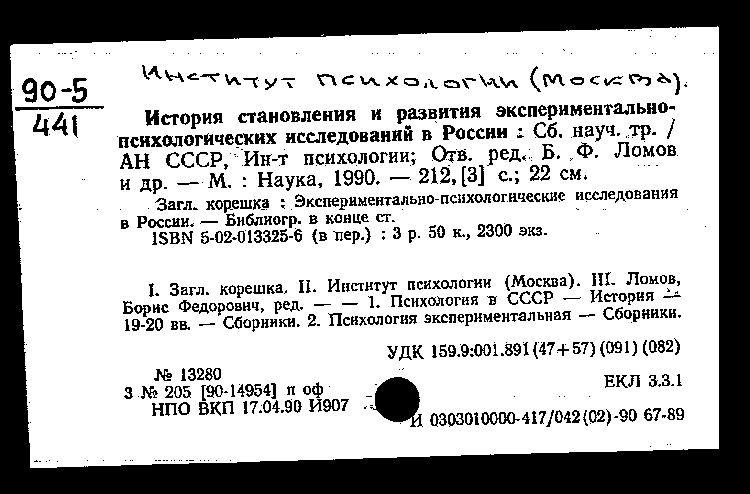 Институт психологии (Москва).
90-5
441
История становления и развития экспериментально-
психологических исследований в России : Сб. науч. тр. /
АН СССР, Ин-т психологии; Отв. ред. Б. Ф. Ломов
и др. — М. : Наука, 1990. — 212, [3] с.; 22 см.
Загл. корешка : Экспериментально-психологические исследования
в России. — Библиогр. в конце ст.
ISBN 5-02-013325-6 (в пер.) : 3 р. 50 к., 2300 экз.
I. Загл. корешка. II. Институт психологии (Москва). III. Ломов,
Борис Федорович, ред. — — 1. Психология в СССР — История —
19-20 вв. — Сборники. 2. Психология экспериментальная — Сборники.
УДК 159.9:001.891(47+57)(091)(082)
№ 13280
ЕКЛ 3.3.1
3 № 205 [90-14954] п оф
НПО ВКП 17.04.90 И907
И 0303010000-417/042(02)-90 67-89